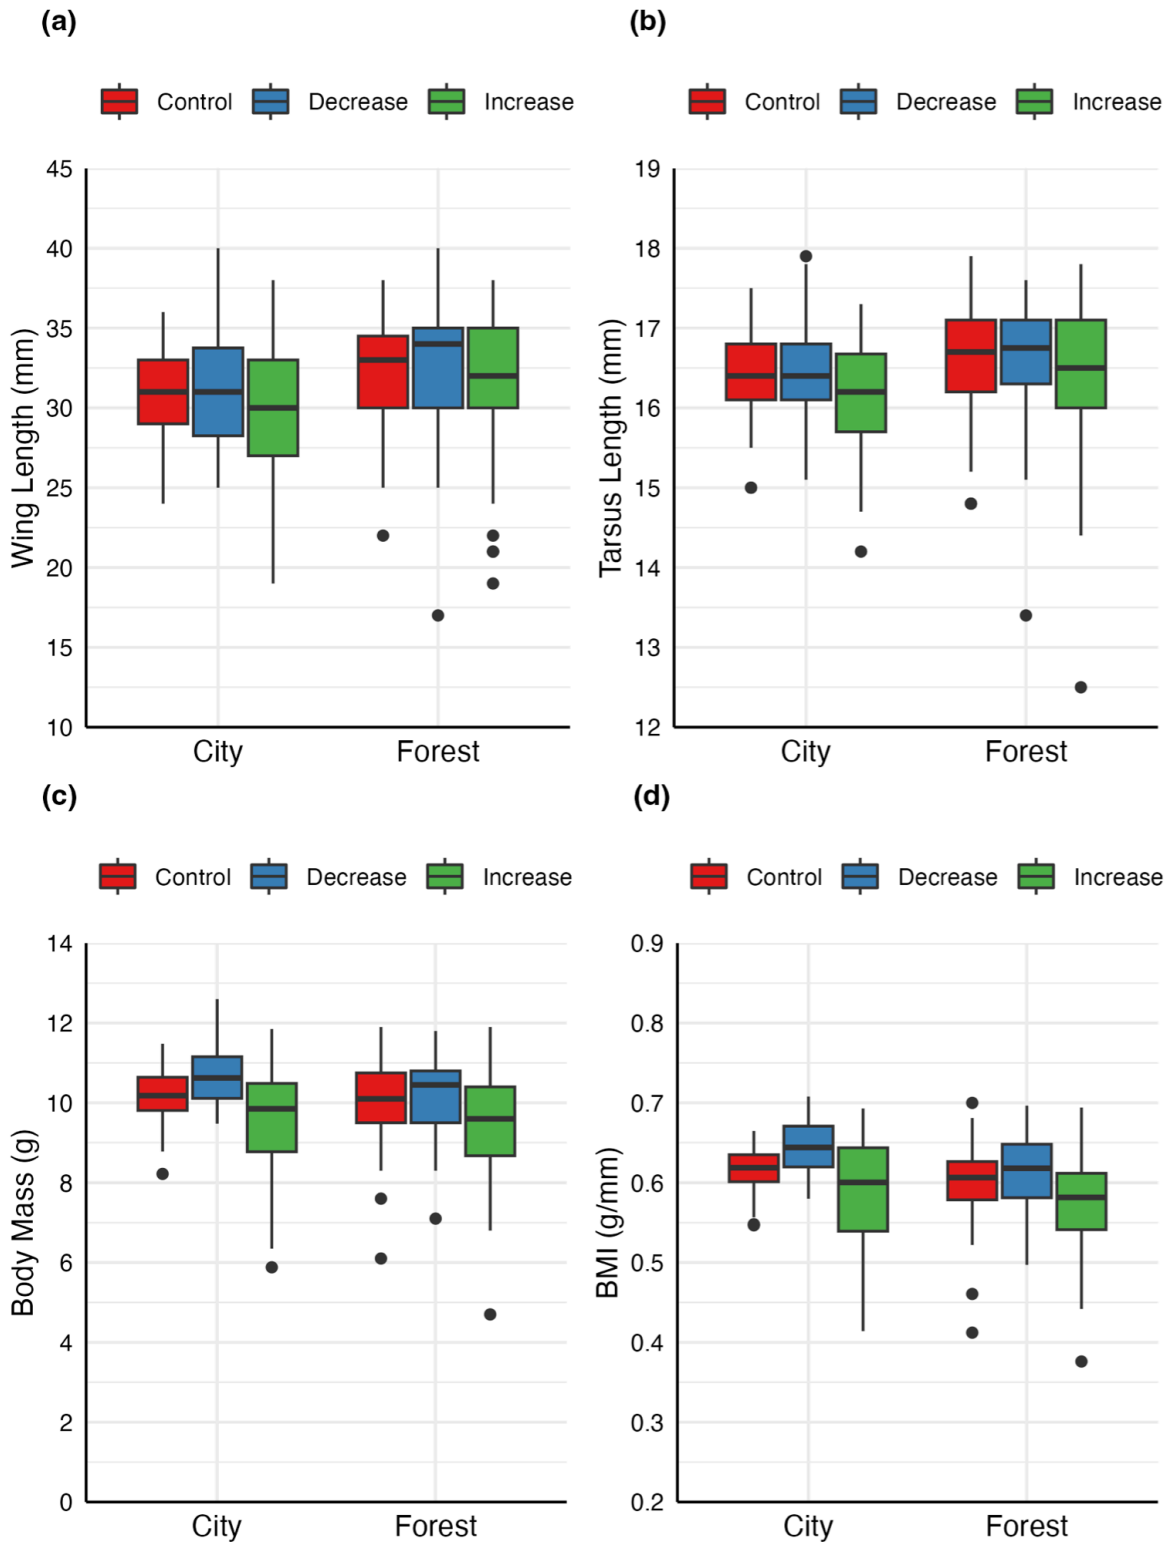 (a)
Control Decrease Increase
Wing Length (mm)
45
40
35
30
25
20
15
10
City Forest
(b)
Control Decrease Increase
Tarsus Length (mm)
19
18
17
16
15
14
13
12
City Forest
(c)
Control Decrease Increase
Body Mass (g)
14
12
10
8
6
4
2
0
City Forest
(d)
Control Decrease Increase
BMI (g/mm)
0.9
0.8
0.7
0.6
0.5
0.4
0.3
0.2
City Forest